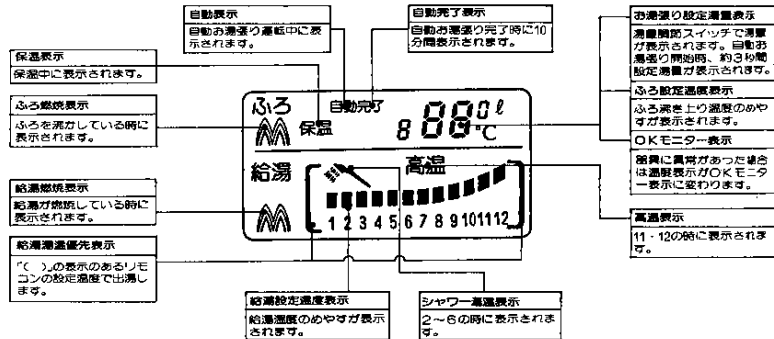 自動表示
自動お湯張り運転中に表
示されます。
自動完了表示
自動お湯張り完了時に10
分間表示されます。
お湯張り設定湯量表示
湯量調節スイッチで湯量
が表示されます。自動お
湯張り開始時、約3秒間
設定湯量が表示されます。
ふろ設定温度表示
ふろ沸き上り温度のめや
すが表示されます。
OKモニター表示
器具に異常があった場合
は温度表示がOKモニタ
ー表示に変わります。
高温表示
11・12の時に表示されま
す。
保温表示
保温中に表示されます。
ふろ燃焼表示
ふろを沸かしている時に
表示されます。
給湯燃焼表示
給湯が燃焼している時に
表示されます。
給湯湯温優先表示
"( )"の表示のあるリモ
コンの設定温度で出湯し
ます。
ふろ
自動完了
保温
8 880ℓ
℃
給湯
高温
1 2 3 4 5 6 7 8 9 10 11 12
給湯設定温度表示
給湯温度のめやすが表示
されます。
シャワー湯温表示
2〜6の時に表示されま
す。